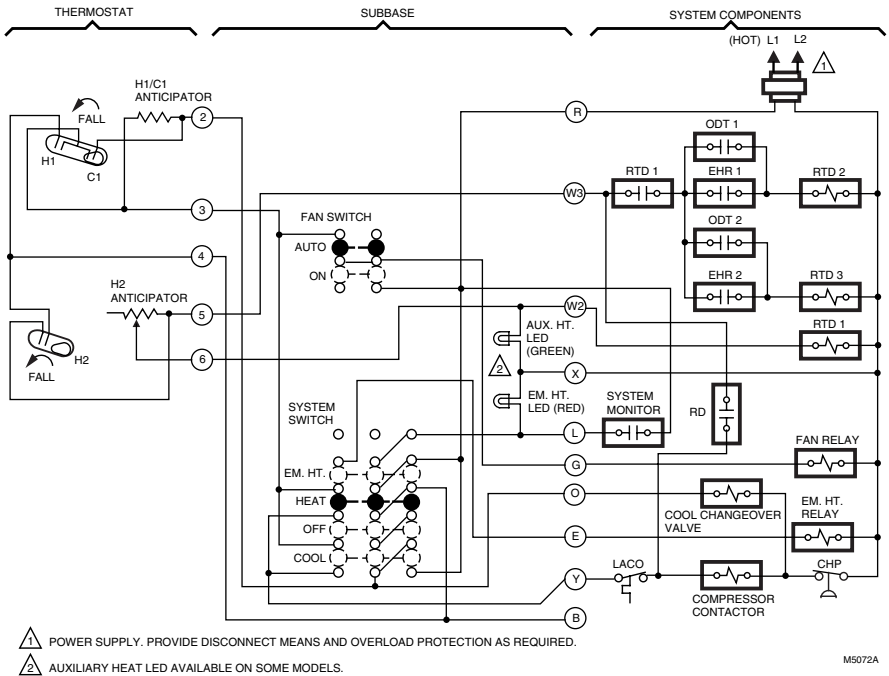 THERMOSTAT
SUBBASE
SYSTEM COMPONENTS
(HOT) L1 L2
1
H1/C1
ANTICIPATOR
FALL
2
R
H1
C1
ODT 1
RTD 1
EHR 1
RTD 2
W3
3
FAN SWITCH
AUTO
ON
4
ODT 2
H2
ANTICIPATOR
EHR 2
RTD 3
5
W2
AUX. HT.
LED
(GREEN)
RTD 1
H2
FALL
6
2
X
EM. HT.
LED (RED)
SYSTEM
MONITOR
RD
SYSTEM
SWITCH
L
FAN RELAY
EM. HT.
G
HEAT
O
COOL CHANGEOVER
VALVE
EM. HT.
RELAY
OFF
E
COOL
LACO
CHP
Y
COMPRESSOR
CONTACTOR
B
1 POWER SUPPLY. PROVIDE DISCONNECT MEANS AND OVERLOAD PROTECTION AS REQUIRED.
2 AUXILIARY HEAT LED AVAILABLE ON SOME MODELS.
M5072A